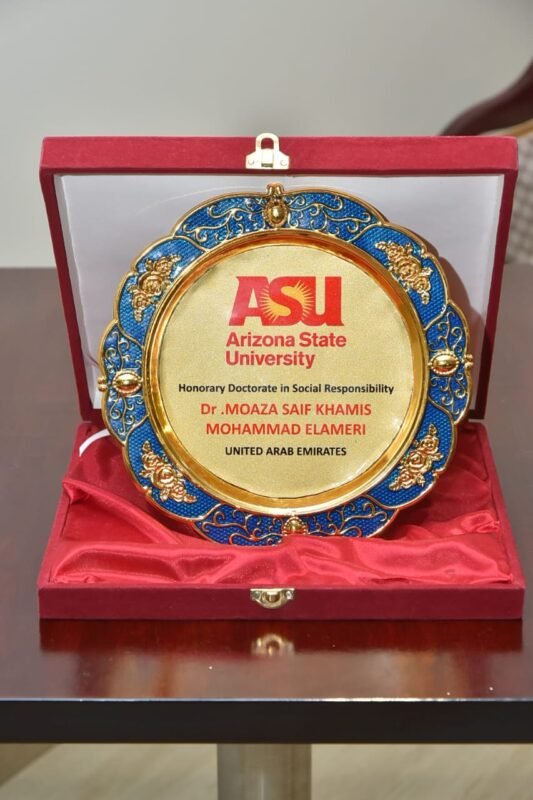 ASU
Arizona State
University
Honorary Doctorate in Social Responsibility
Dr .MOAZA SAIF KHAMIS
MOHAMMAD ELAMERI
UNITED ARAB EMIRATES